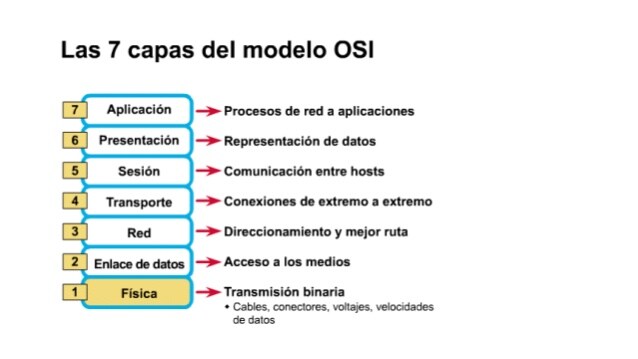 Las 7 capas del modelo OSI
7 Aplicación Procesos de red a aplicaciones
6 Presentación Representación de datos
5 Sesión Comunicación entre hosts
4 Transporte Conexiones de extremo a extremo
3 Red Direccionamiento y mejor ruta
2 Enlace de datos Acceso a los medios
1 Física Transmisión binaria
• Cables, conectores, voltajes, velocidades
de datos